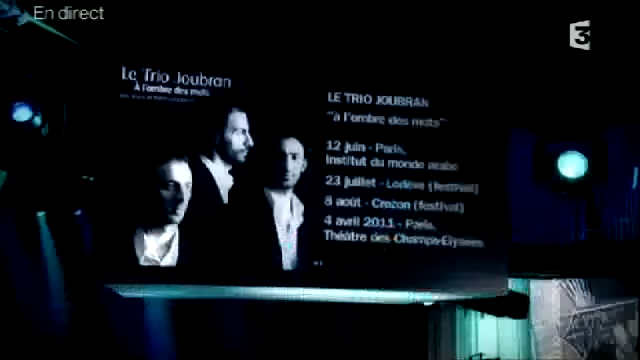 En direct
3
Le Trio Joubran
À l'ombre des mots
LE TRIO JOUBRAN
"à l'ombre des mots"
12 juin - Paris,
Institut du monde arabe
23 juillet - Lodève (festival)
8 août - Crozon (festival)
4 avril 2011 - Paris,
Théâtre des Champs-Elysées